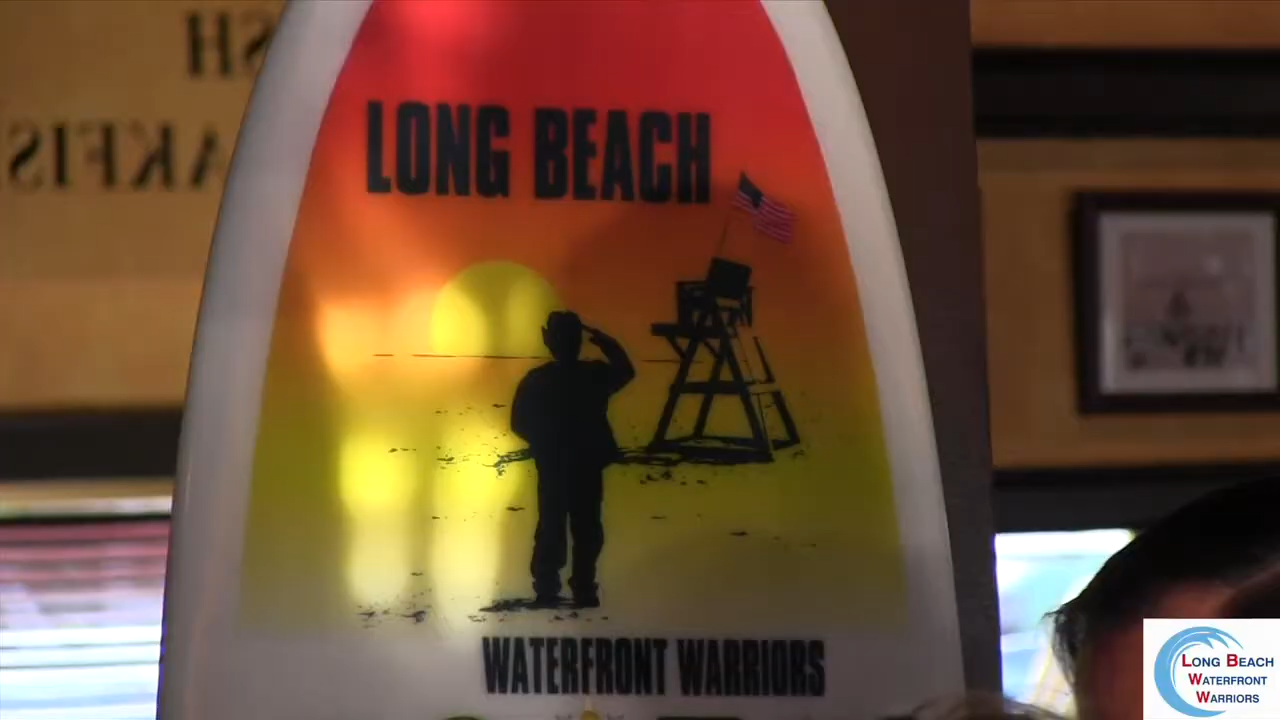 LONG BEACH
WATERFRONT WARRIORS
LONG BEACH
WATERFRONT
WARRIORS